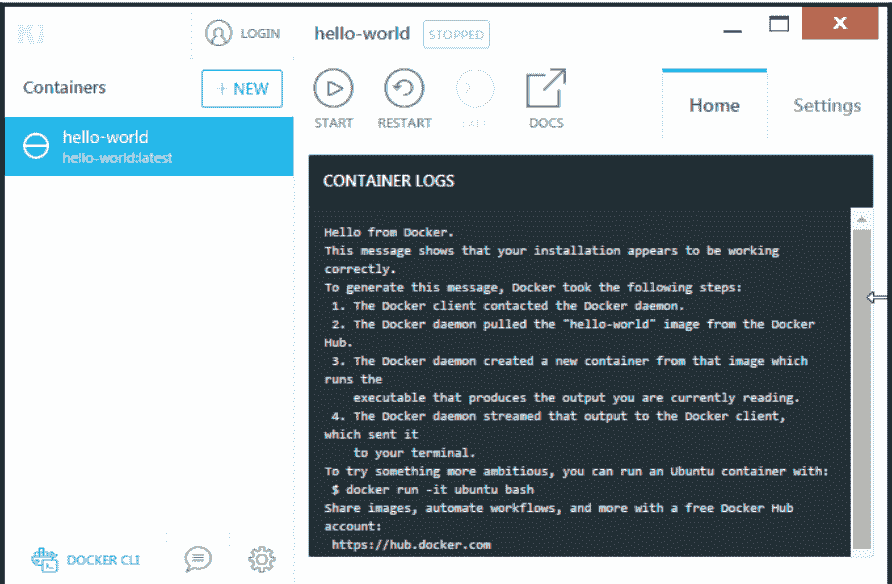 LOGIN
hello-world STOPPED
Containers
+ NEW
START
RESTART
DOCS
Home
Settings
hello-world
hello-world:latest
CONTAINER LOGS
Hello from Docker.
This message shows that your installation appears to be working
correctly.
To generate this message, Docker took the following steps:
1. The Docker client contacted the Docker daemon.
2. The Docker daemon pulled the "hello-world" image from the Docker
Hub.
3. The Docker daemon created a new container from that image which
runs the
executable that produces the output you are currently reading.
4. The Docker daemon streamed that output to the Docker client,
which sent it
to your terminal.
To try something more ambitious, you can run an Ubuntu container with:
$ docker run -it ubuntu bash
Share images, automate workflows, and more with a free Docker Hub
account:
https://hub.docker.com
DOCKER CLI